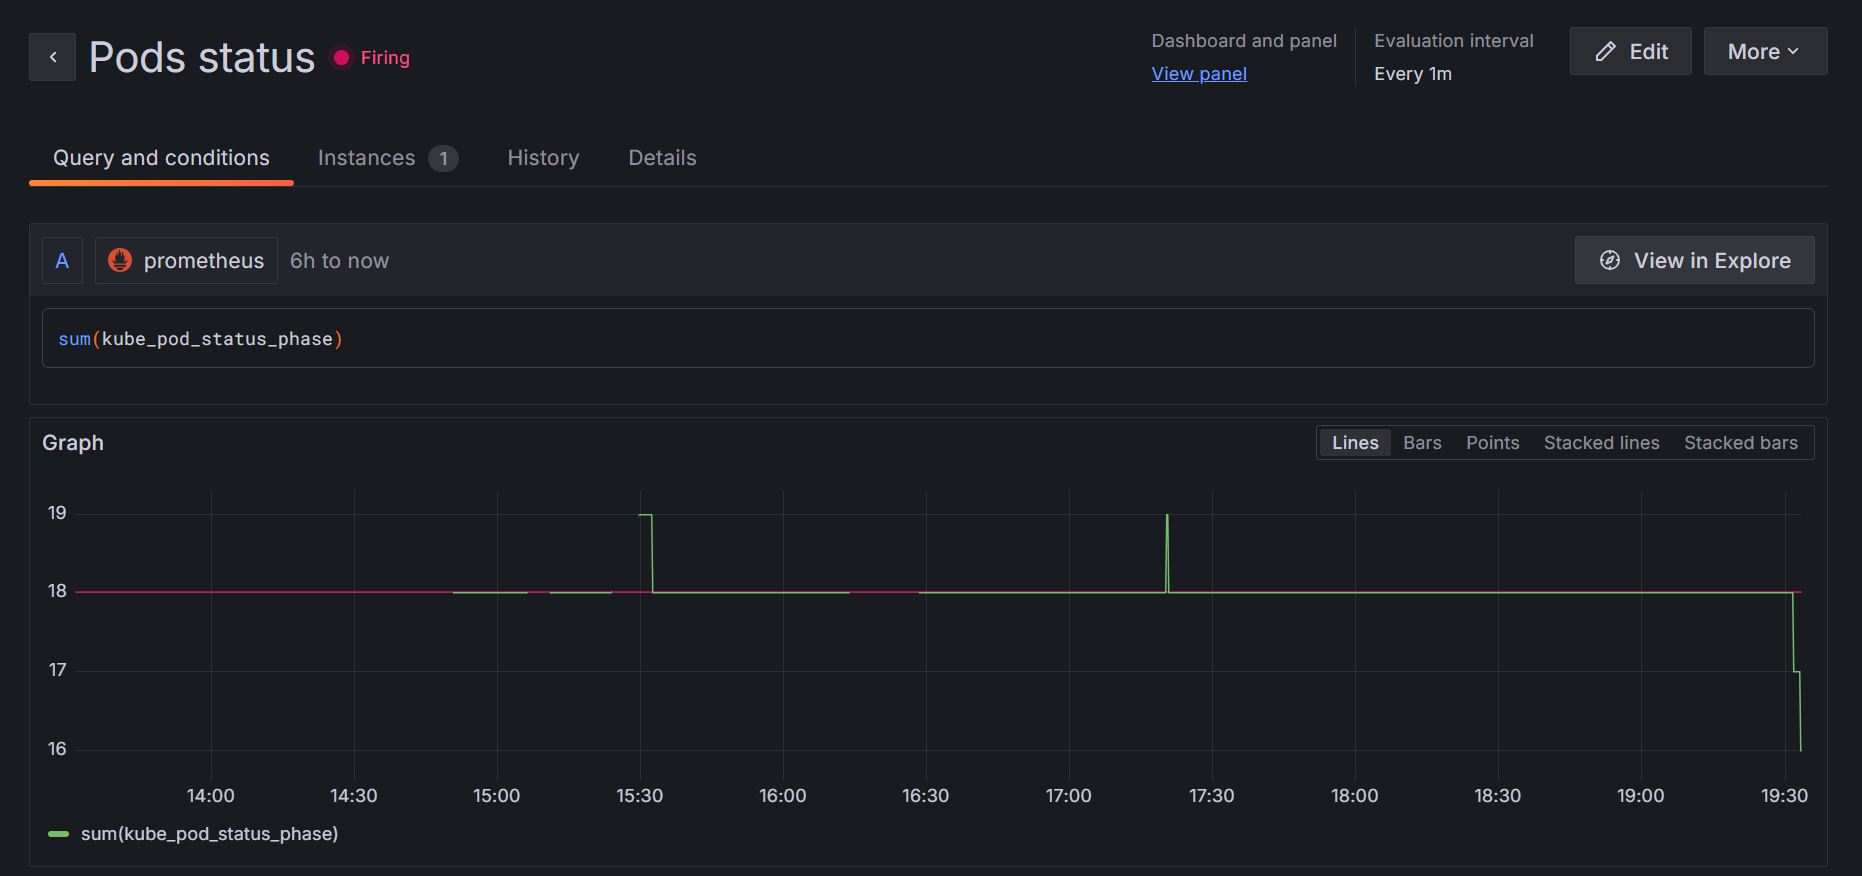 Pods status Firing
Dashboard and panel
View panel
Evaluation interval
Every 1m
Edit
More
Query and conditions Instances 1 History Details
A prometheus 6h to now View in Explore
sum(kube_pod_status_phase)
Graph Lines Bars Points Stacked lines Stacked bars
19
18
17
16
14:00 14:30 15:00 15:30 16:00 16:30 17:00 17:30 18:00 18:30 19:00 19:30
sum(kube_pod_status_phase)